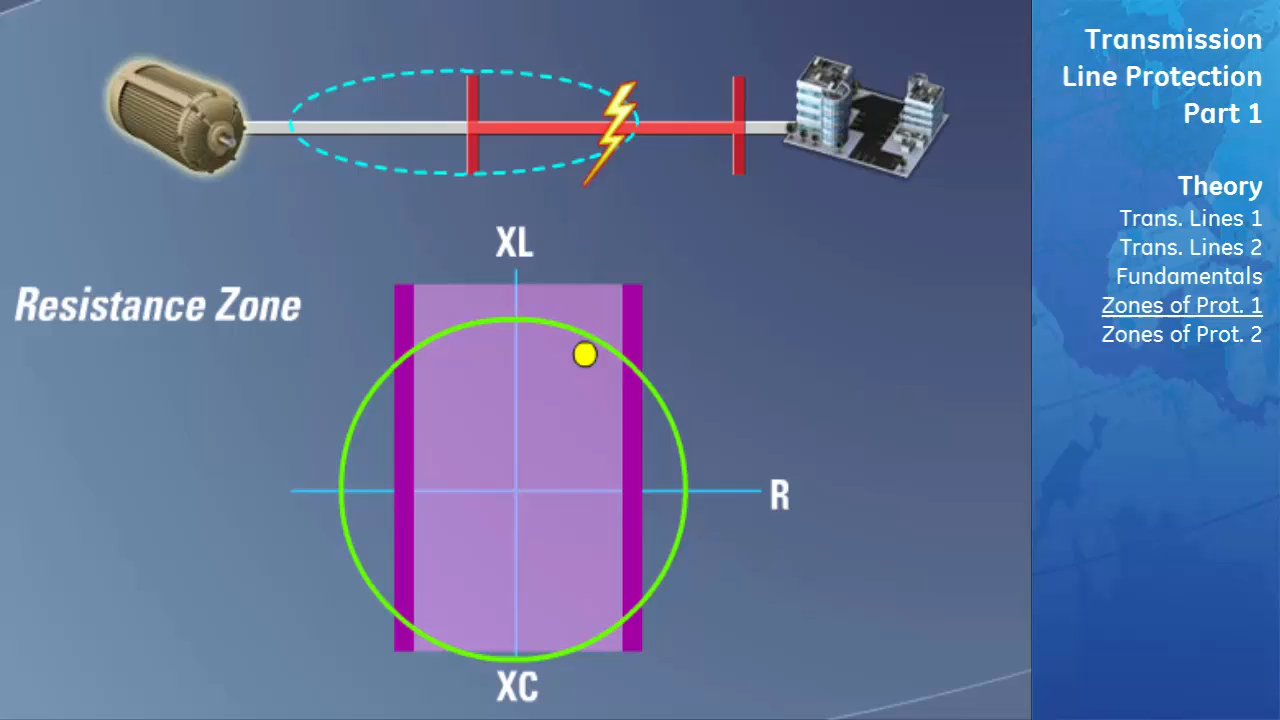 XL
Resistance Zone
R
XC
Transmission
Line Protection
Part 1
Theory
Trans. Lines 1
Trans. Lines 2
Fundamentals
Zones of Prot. 1
Zones of Prot. 2